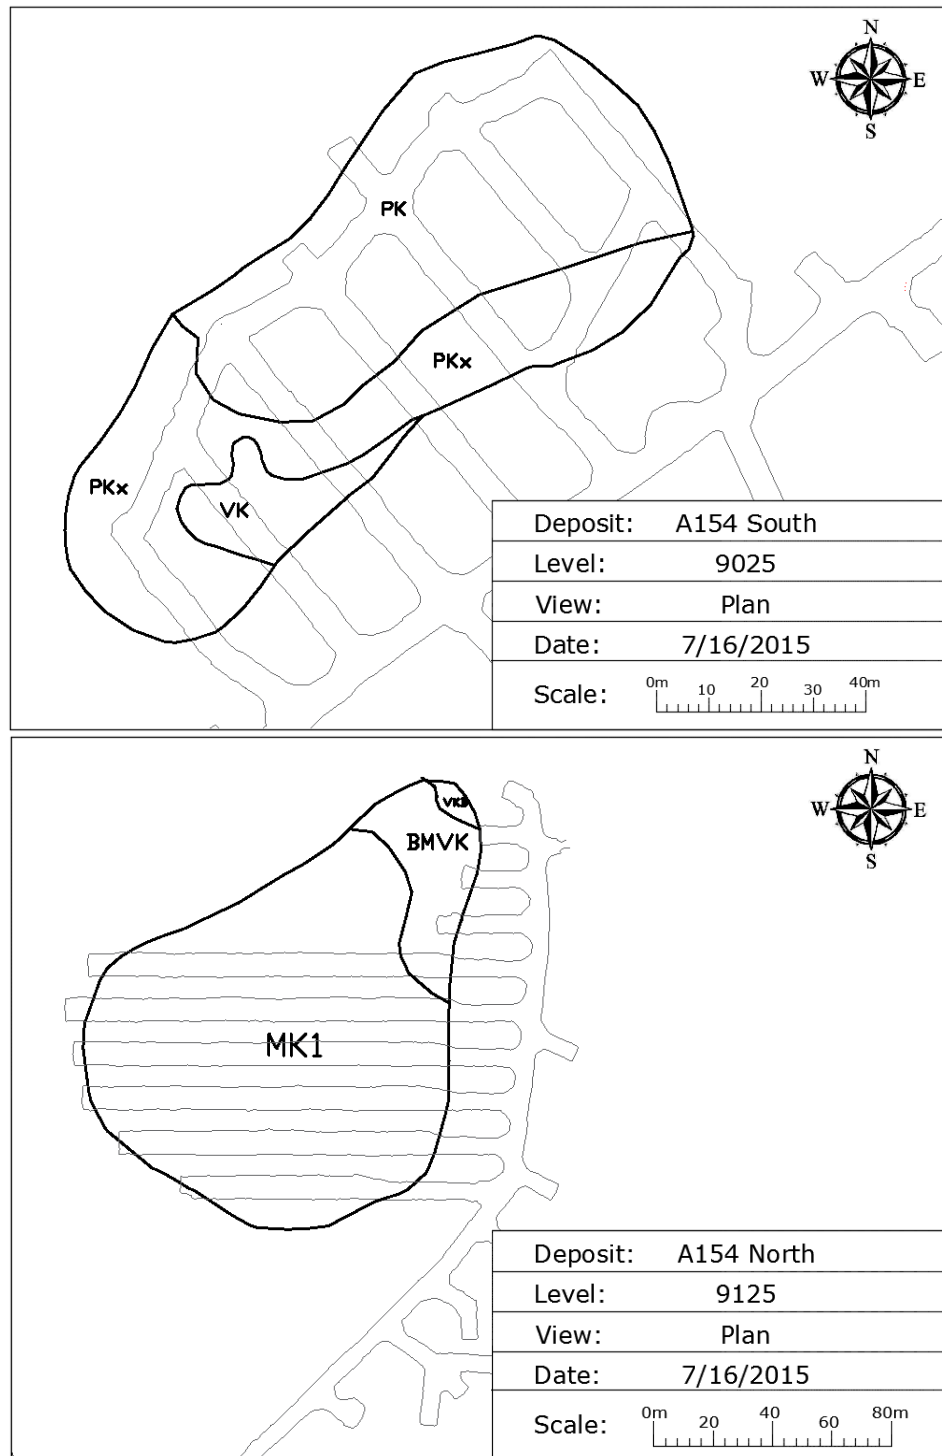 N
W E
S
PK
PKx
PKx
VK
Deposit: A154 South
Level: 9025
View: Plan
Date: 7/16/2015
Scale: 0m 10 20 30 40m
N
W E
S
BMVK
MK1
Deposit: A154 North
Level: 9125
View: Plan
Date: 7/16/2015
Scale: 0m 20 40 60 80m